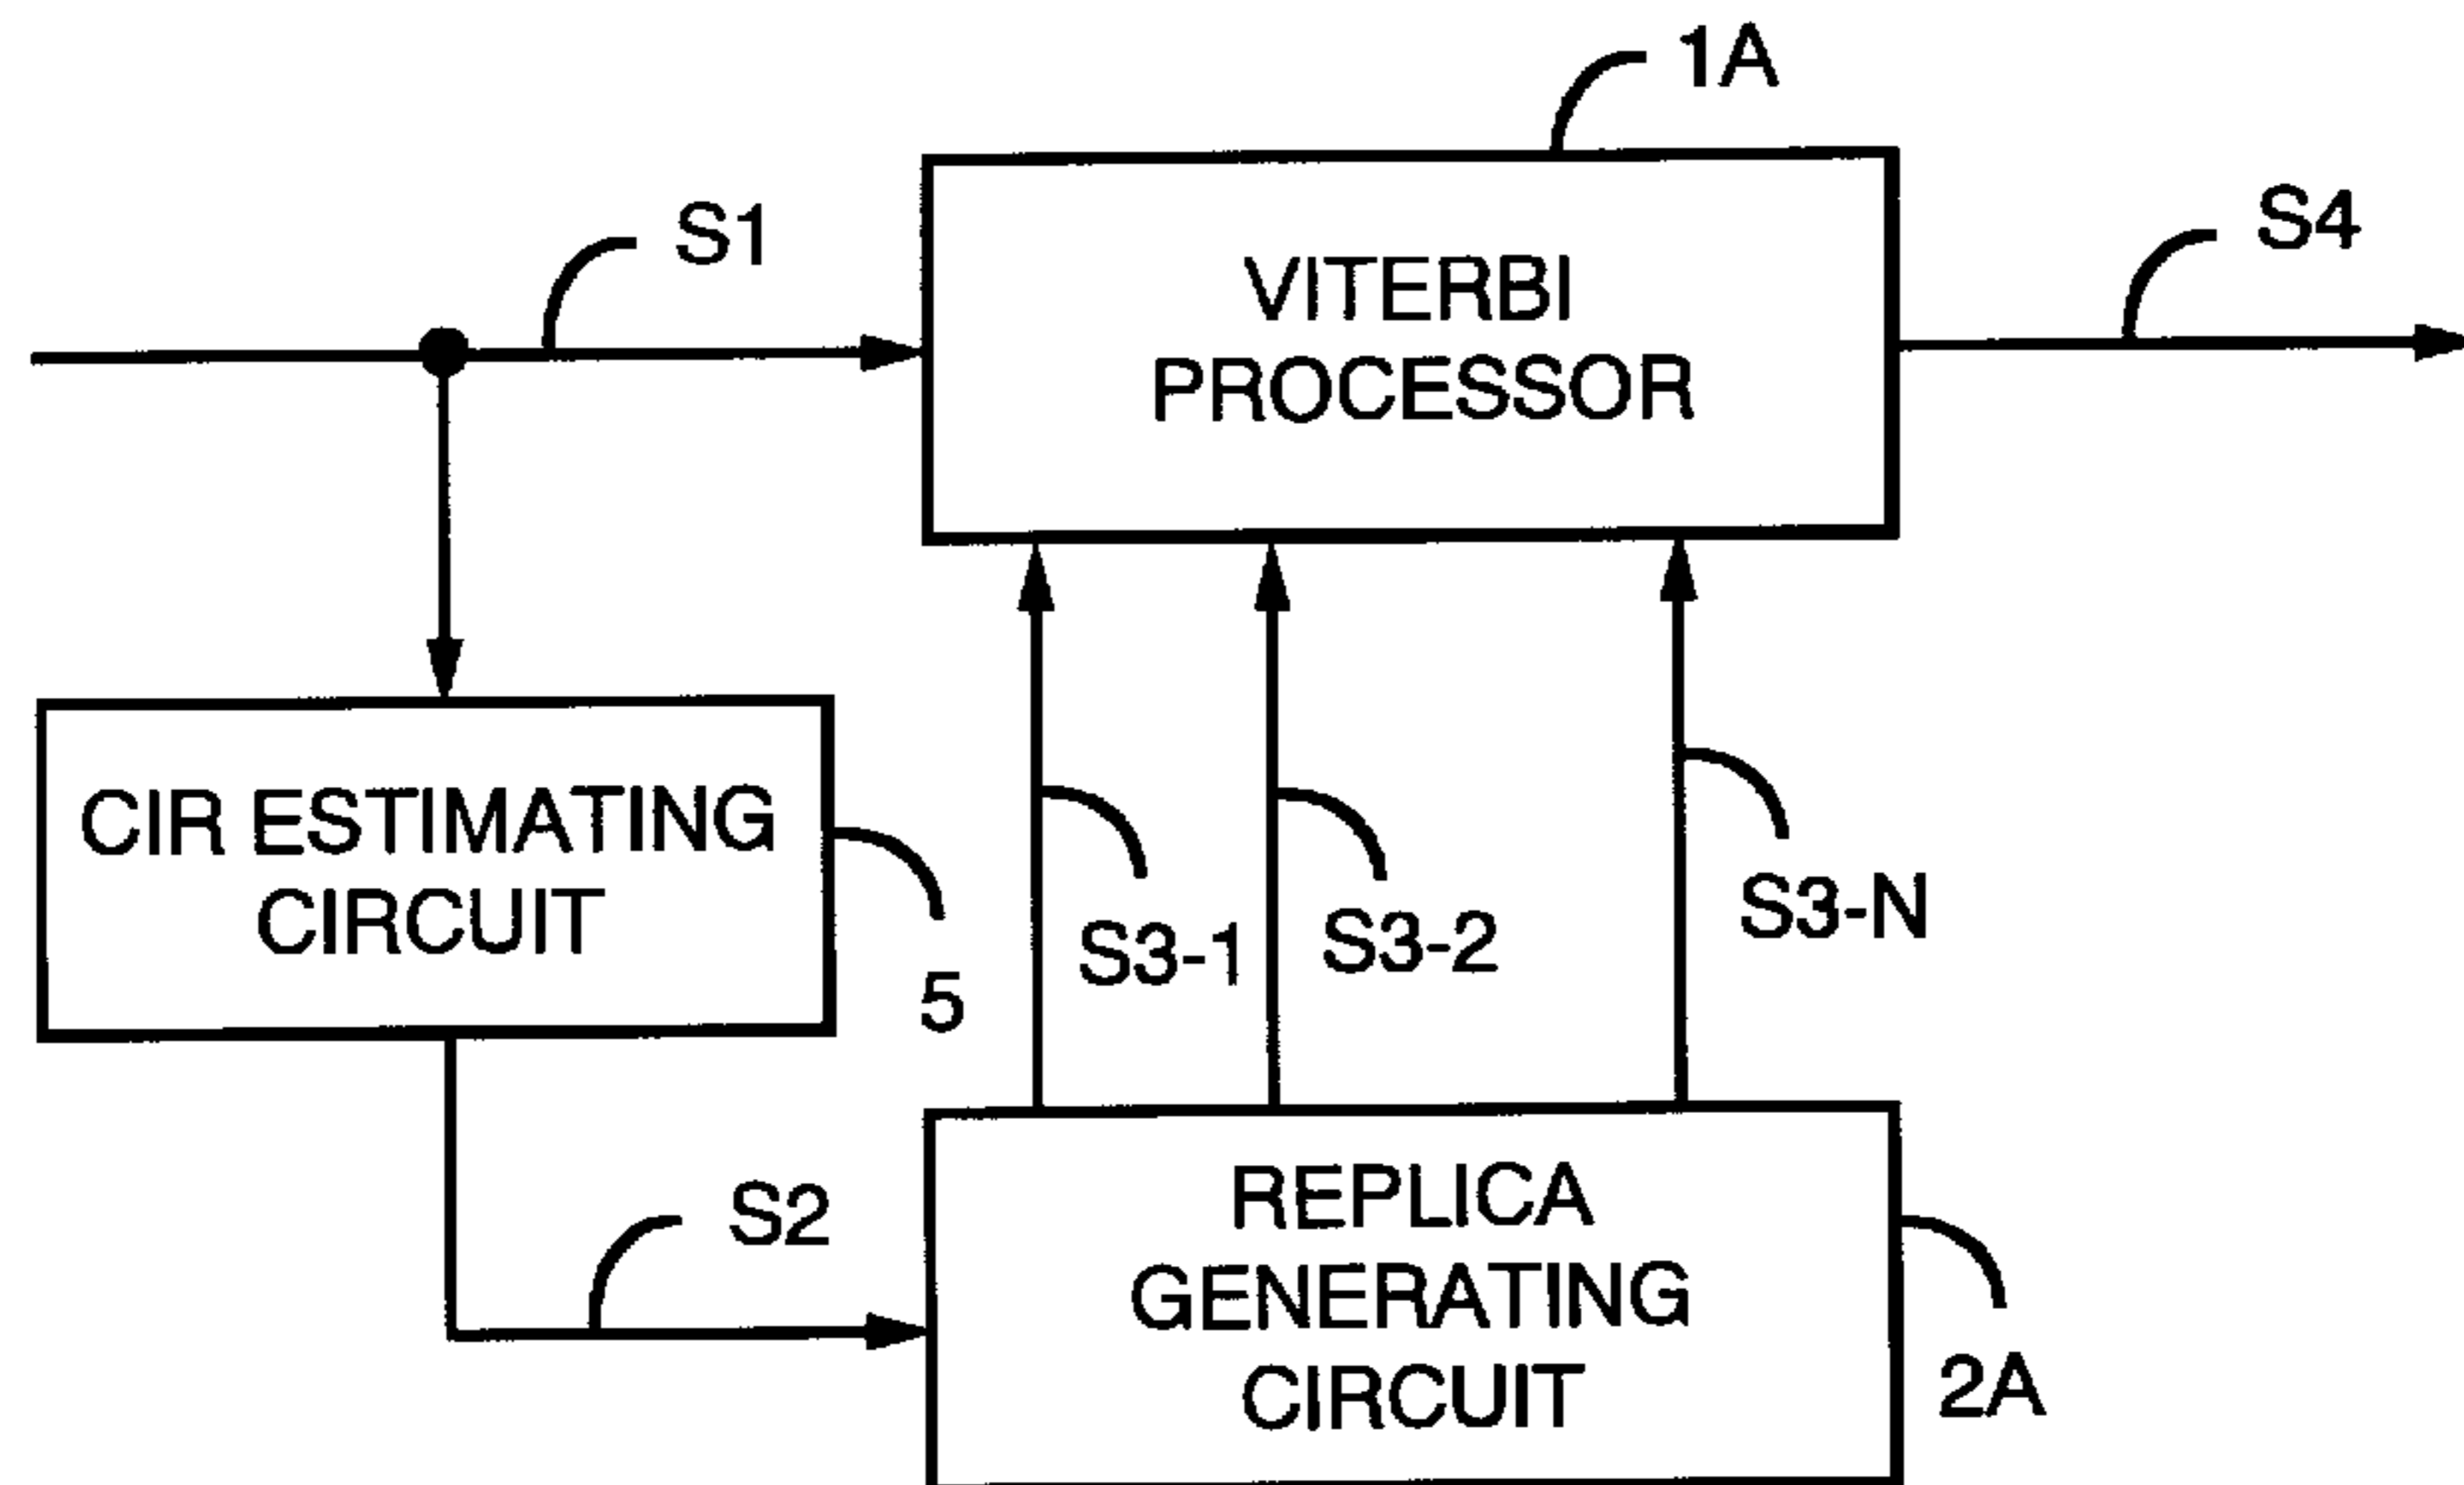 1A
S1
S4
VITERBI
PROCESSOR
CIR ESTIMATING
CIRCUIT
5
S3-1
S3-2
S3-N
S2
REPLICA
GENERATING
CIRCUIT
2A